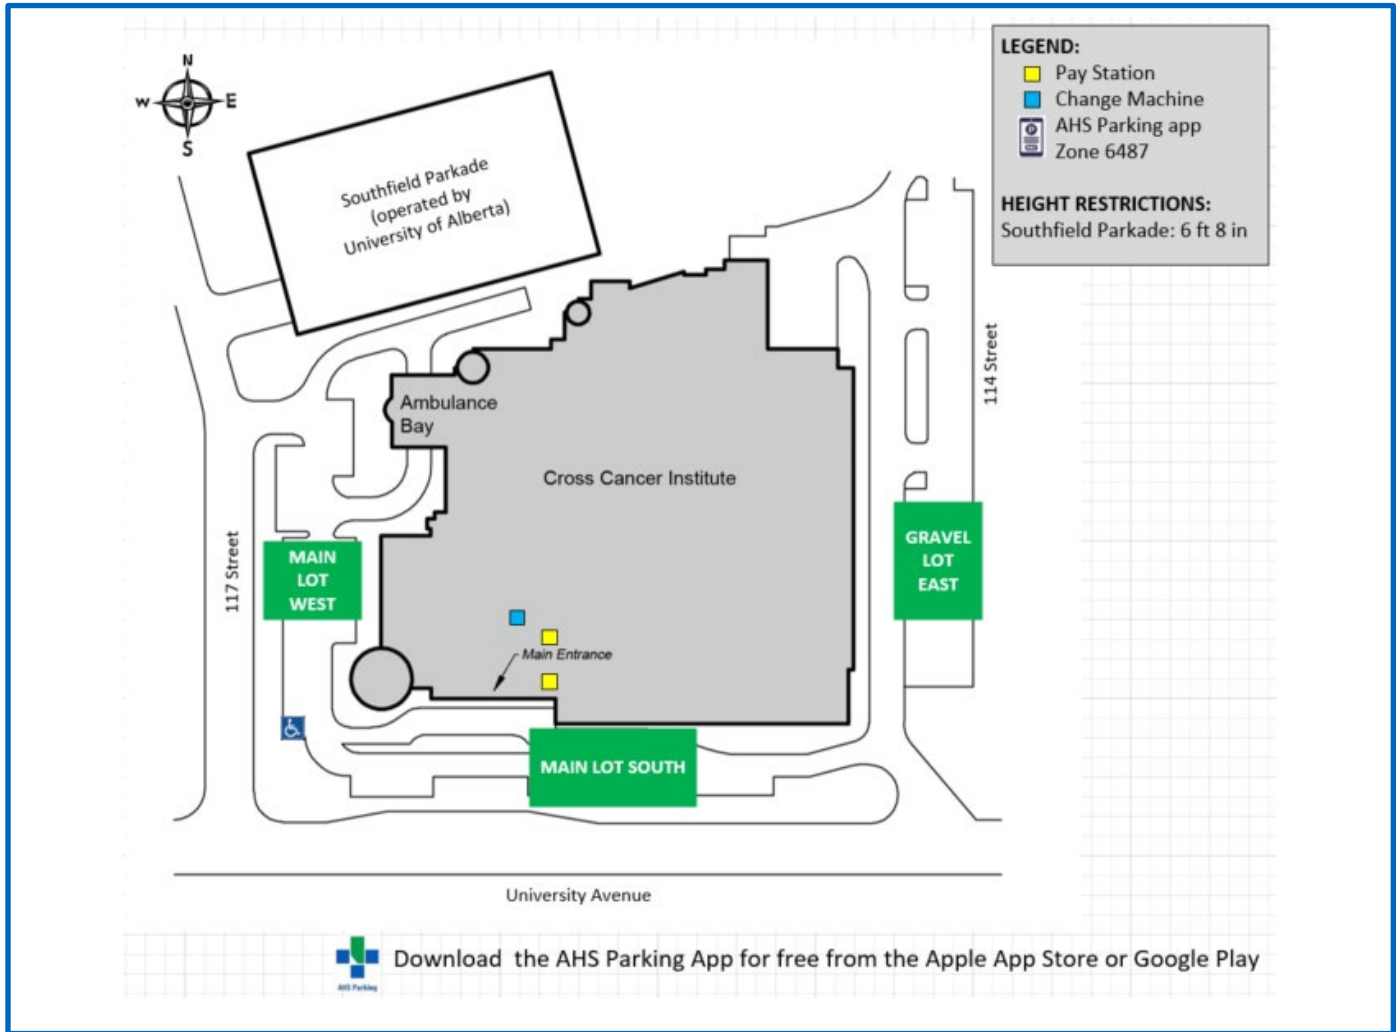 N
W
E
S
LEGEND:
Pay Station
Change Machine
AHS Parking app
Zone 6487
HEIGHT RESTRICTIONS:
Southfield Parkade: 6 ft 8 in
Southfield Parkade
(operated by
University of Alberta)
114 Street
Ambulance
Bay
Cross Cancer Institute
117 Street
MAIN
LOT
WEST
GRAVEL
LOT
EAST
Main Entrance
MAIN LOT SOUTH
University Avenue
Download the AHS Parking App for free from the Apple App Store or Google Play
AHS Parking